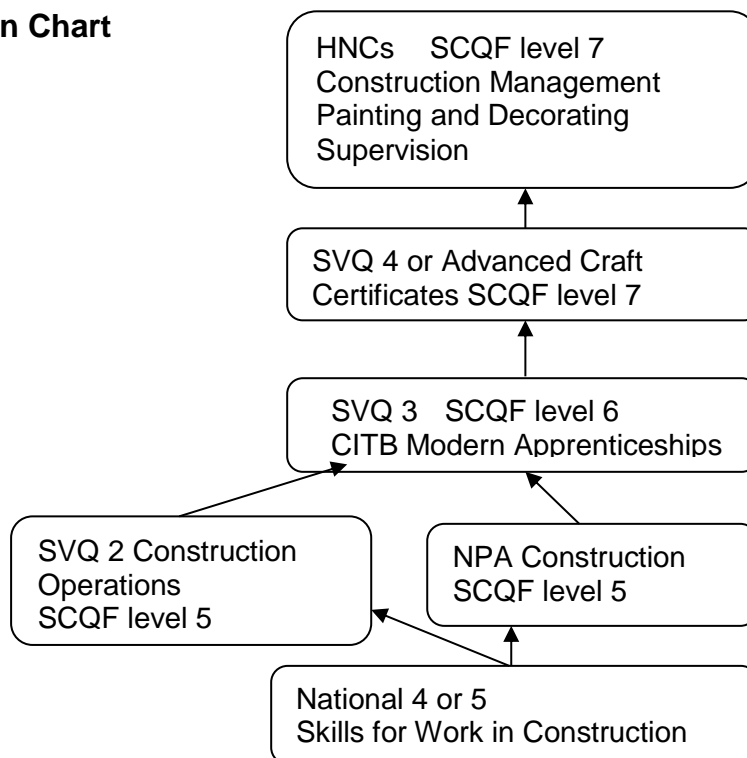 n Chart
HNCs SCQF level 7
Construction Management
Painting and Decorating
Supervision
SVQ 4 or Advanced Craft
Certificates SCQF level 7
SVQ 3 SCQF level 6
CITB Modern Apprenticeships
SVQ 2 Construction
Operations
SCQF level 5
NPA Construction
SCQF level 5
National 4 or 5
Skills for Work in Construction